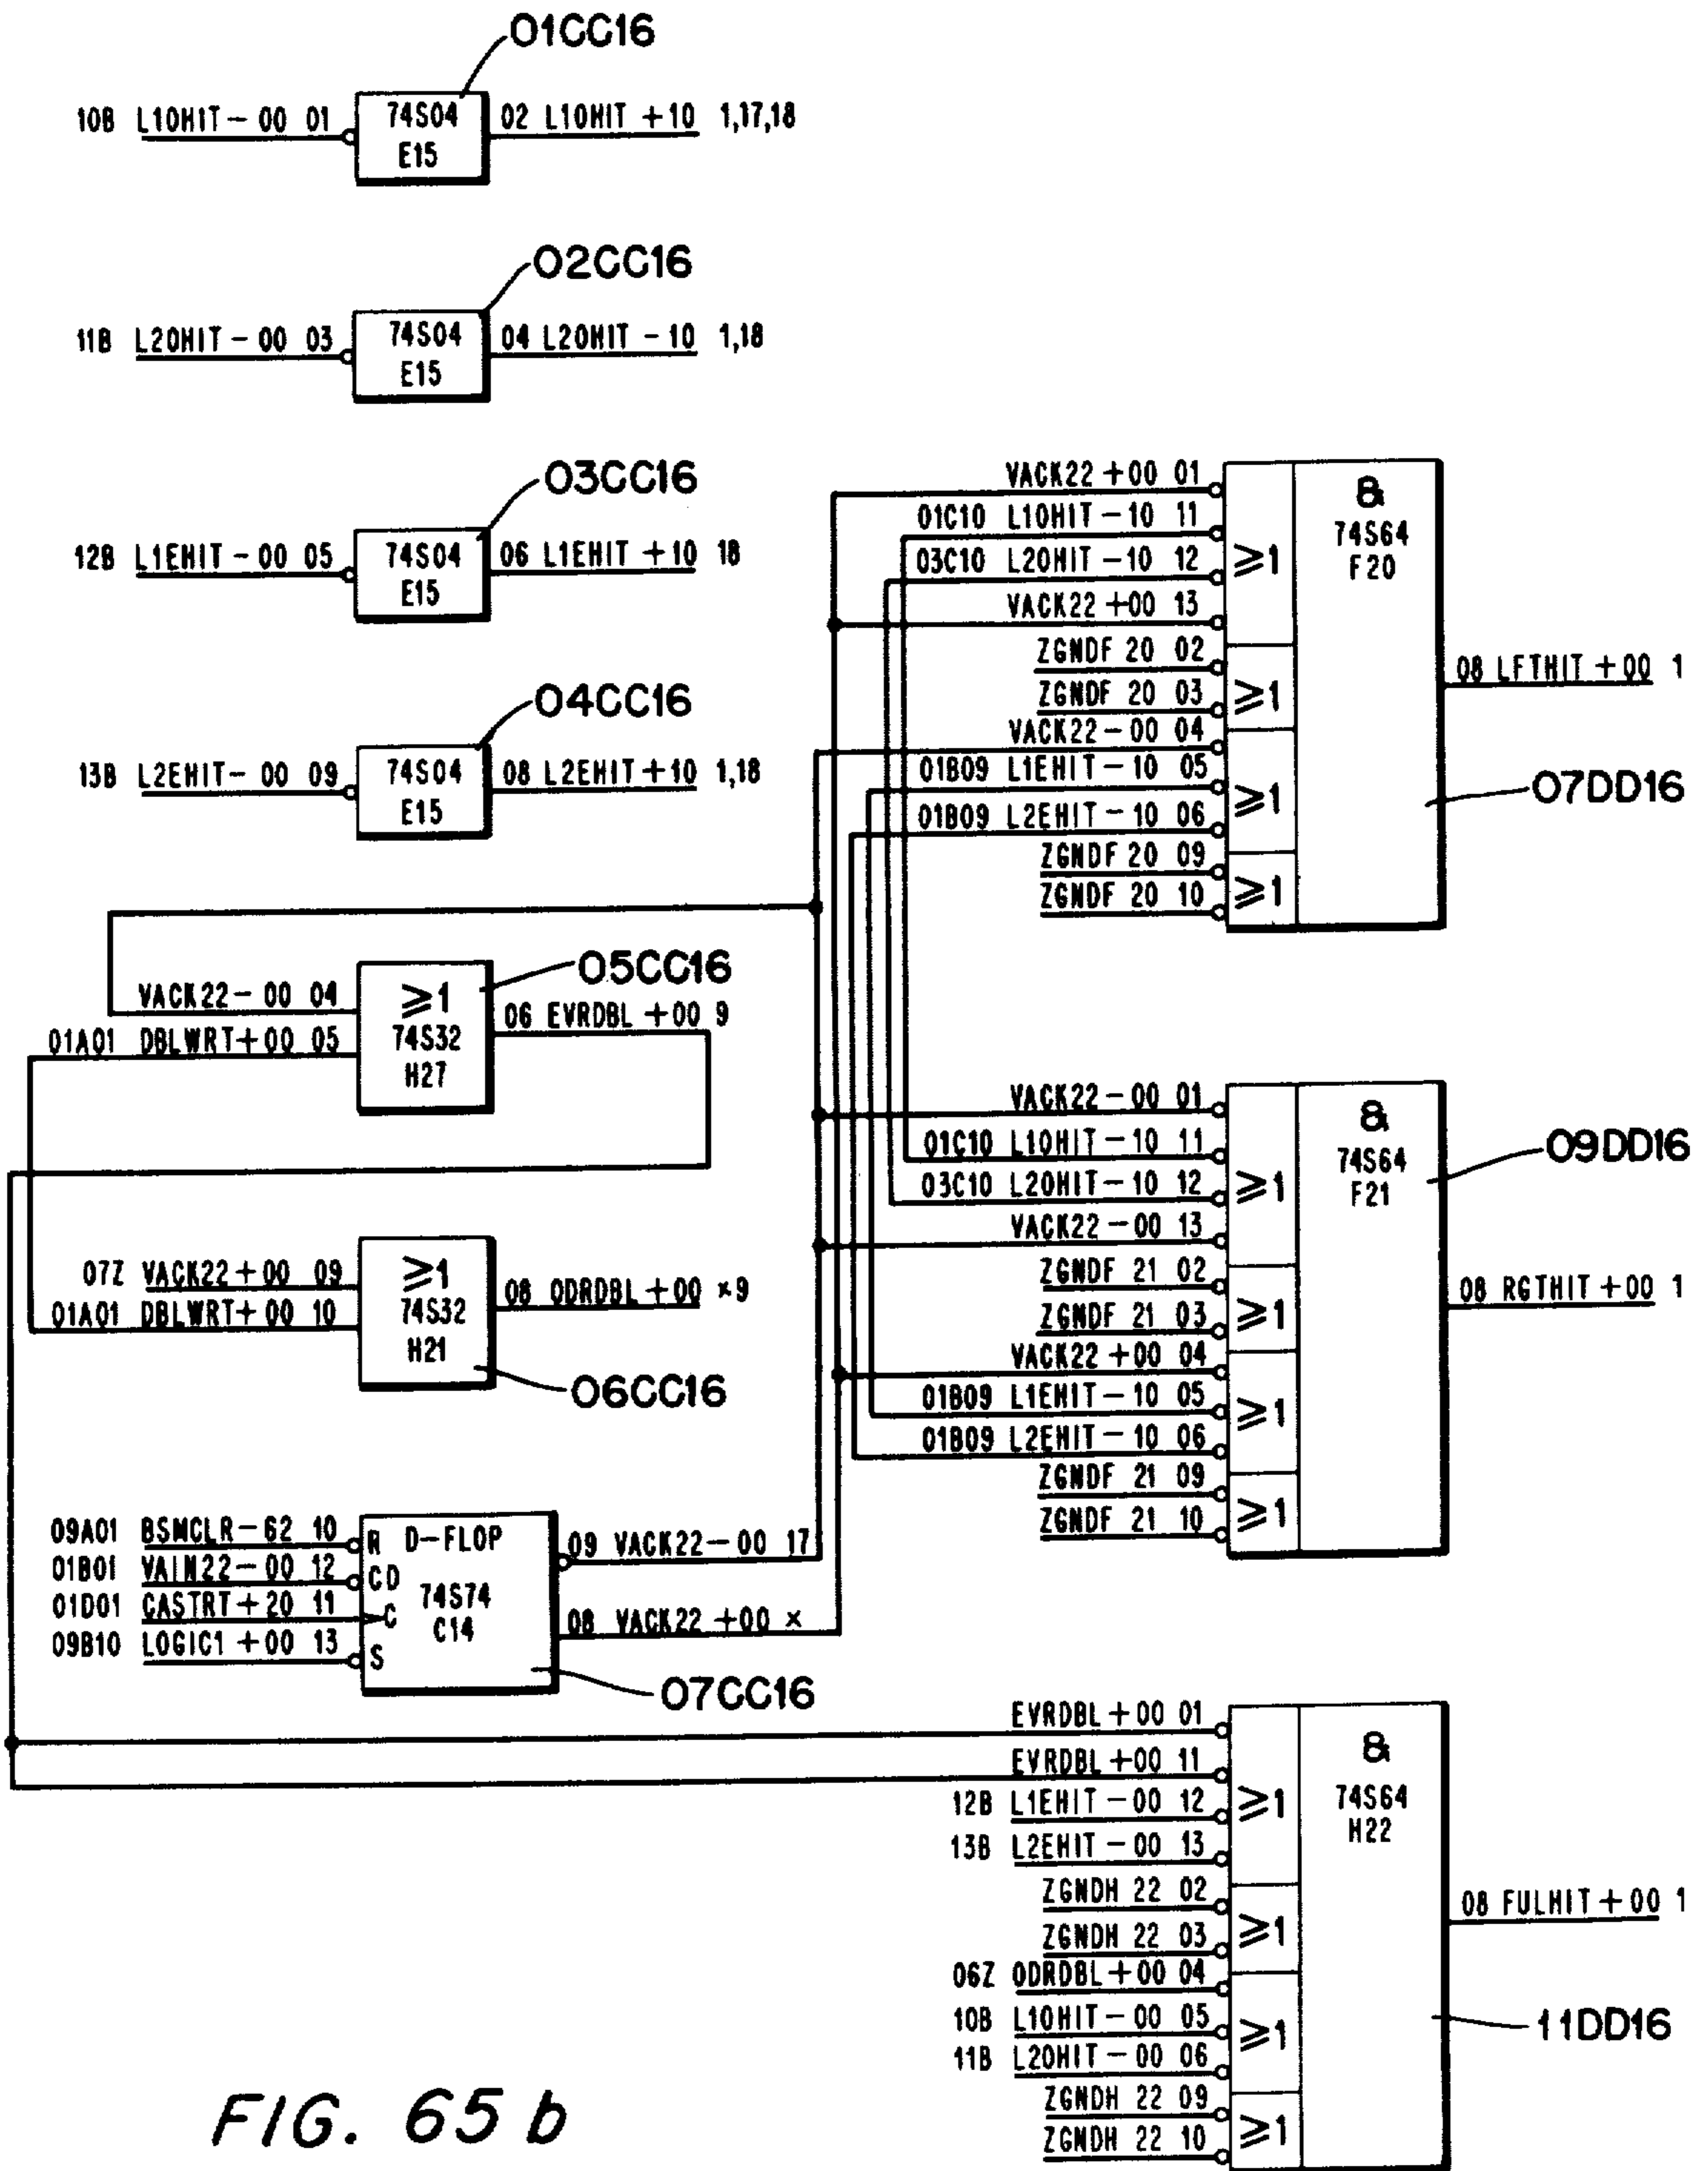 01CC16
10B L10HIT-00 01 74S04 02 L10HIT+10 1,17,18
E15
02CC16
11B L20HIT-00 03 74S04 04 L20HIT-10 1,18
E15
03CC16
12B L1EHIT-00 05 74S04 06 L1EHIT+10 18
E15
04CC16
13B L2EHIT-00 09 74S04 08 L2EHIT+10 1,18
E15
05CC16
VACK22-00 04 ≥1 06 EVRDBL+00 9
01A01 DBLWRT+00 05 74S32
H27
07Z VACK22+00 09 ≥1 08 ODRDBL+00 x9
01A01 DBLWRT+00 10 74S32
H21
06CC16
09A01 BSMCLR-62 10 R D-FLOP 09 VACK22-00 17
01B01 VAIN22-00 12 CD
01D01 CASTRT+20 11 C 74S74
C14 08 VACK22+00 x
09B10 LOGIC1+00 13 S
07CC16
VACK22+00 01 &
01C10 L10HIT-10 11 74S64
03C10 L20HIT-10 12 ≥1 F20
VACK22+00 13
ZGNDF 20 02 08 LFTHIT+00 1
ZGNDF 20 03 ≥1
VACK22-00 04
01B09 L1EHIT-10 05 07DD16
01B09 L2EHIT-10 06 ≥1
ZGNDF 20 09
ZGNDF 20 10 ≥1
VACK22-00 01 &
01C10 L10HIT-10 11 74S64 09DD16
03C10 L20HIT-10 12 ≥1 F21
VACK22-00 13
ZGNDF 21 02 08 RGTHIT+00 1
ZGNDF 21 03 ≥1
VACK22+00 04
01B09 L1EHIT-10 05 ≥1
01B09 L2EHIT-10 06
ZGNDF 21 09
ZGNDF 21 10 ≥1
EVRDBL+00 01 &
EVRDBL+00 11 74S64
12B L1EHIT-00 12 ≥1 H22
13B L2EHIT-00 13
ZGNDH 22 02 08 FULHIT+00 1
ZGNDH 22 03 ≥1
06Z ODRDBL+00 04
10B L10HIT-00 05 ≥1 11DD16
11B L20HIT-00 06
ZGNDH 22 09
ZGNDH 22 10 ≥1
FIG. 65b